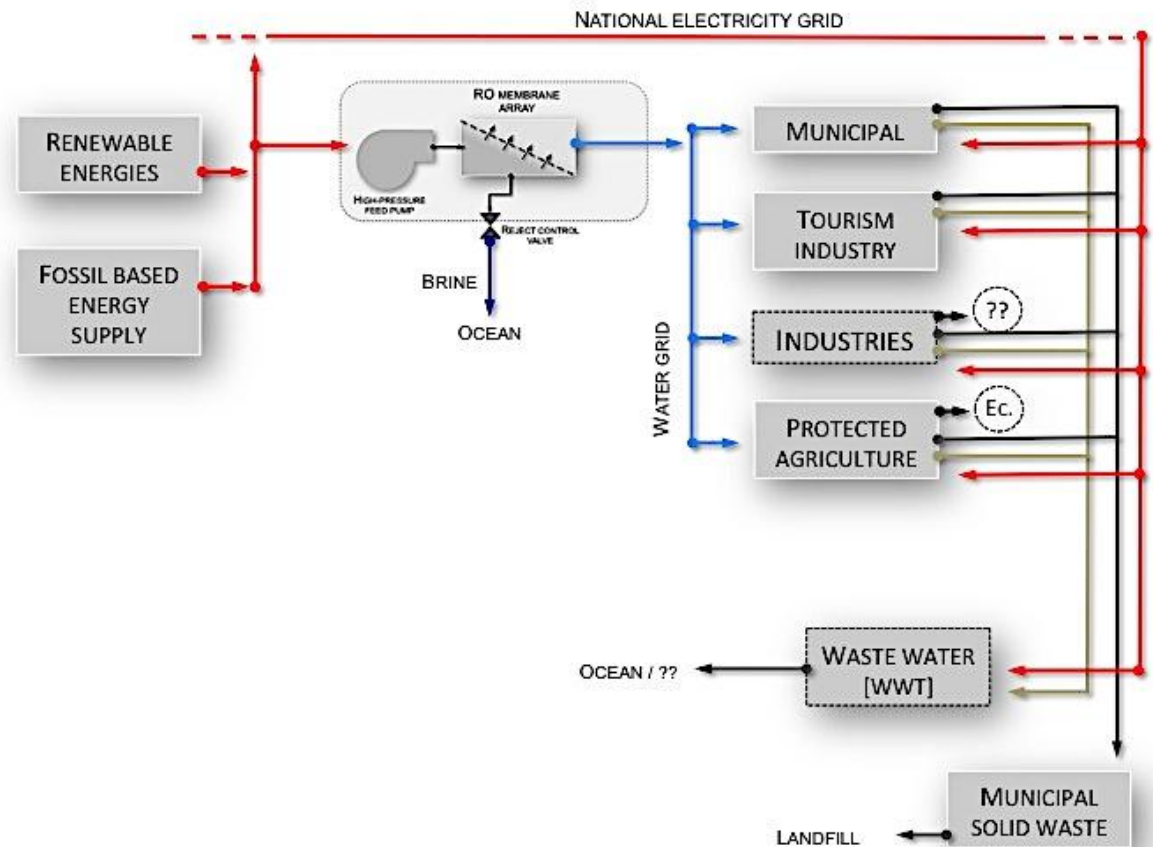 NATIONAL ELECTRICITY GRID
RENEWABLE
ENERGIES
FOSSIL BASED
ENERGY
SUPPLY
RO MEMBRANE
ARRAY
HIGH-PRESSURE
FEED PUMP
REJECT CONTROL
VALVE
BRINE
OCEAN
WATER GRID
MUNICIPAL
TOURISM
INDUSTRY
INDUSTRIES
??
PROTECTED
AGRICULTURE
Ec.
WASTE WATER
[WWT]
OCEAN / ??
MUNICIPAL
SOLID WASTE
LANDFILL